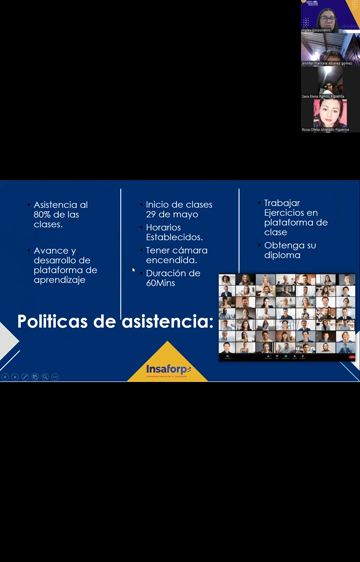 Asistencia al
80% de las
clases.
Avance y
desarrollo de
plataforma de
aprendizaje
Inicio de clases
29 de mayo
Horarios
Establecidos.
Tener cámara
encendida.
Duración de
60Mins
Trabajar
Ejercicios en
plataforma de
clase
Obtenga su
diploma
Politicas de asistencia:
Insaforp